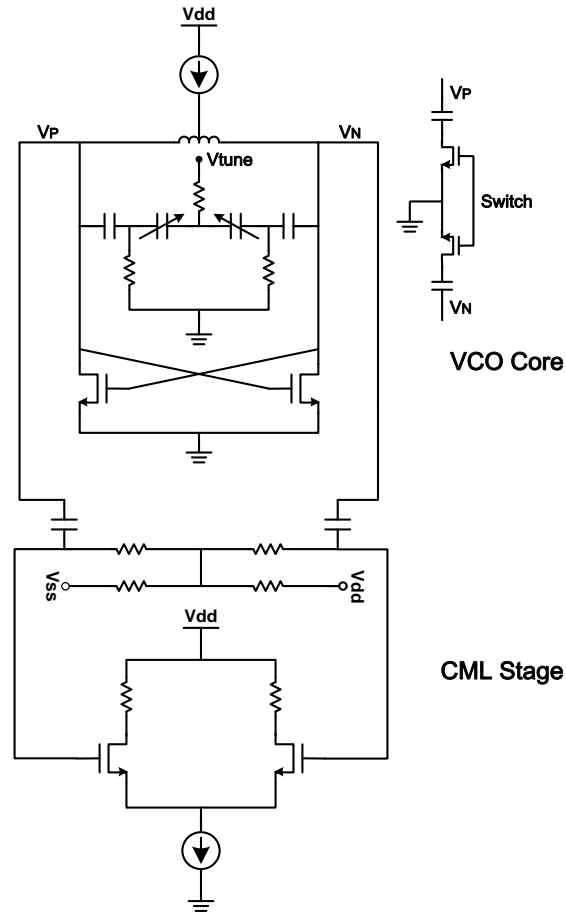 Vdd
VP
VN
Vtune
VP
Switch
VN
VCO Core
Vss
Vdd
Vdd
CML Stage